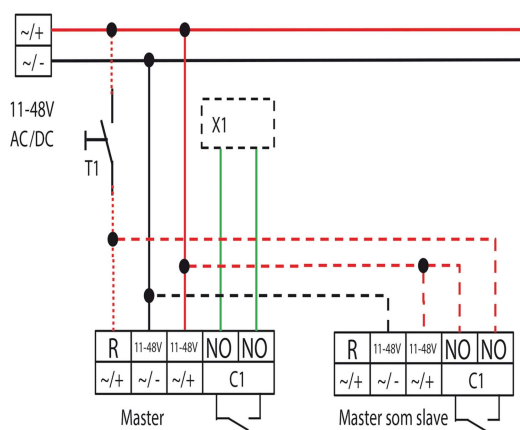 ~/+
~/-
11-48V
AC/DC
T1
X1
R 11-48V 11-48V NO NO
~/+ ~/- ~/+ C1
Master
R 11-48V 11-48V NO NO
~/+ ~/- ~/+ C1
Master som slave